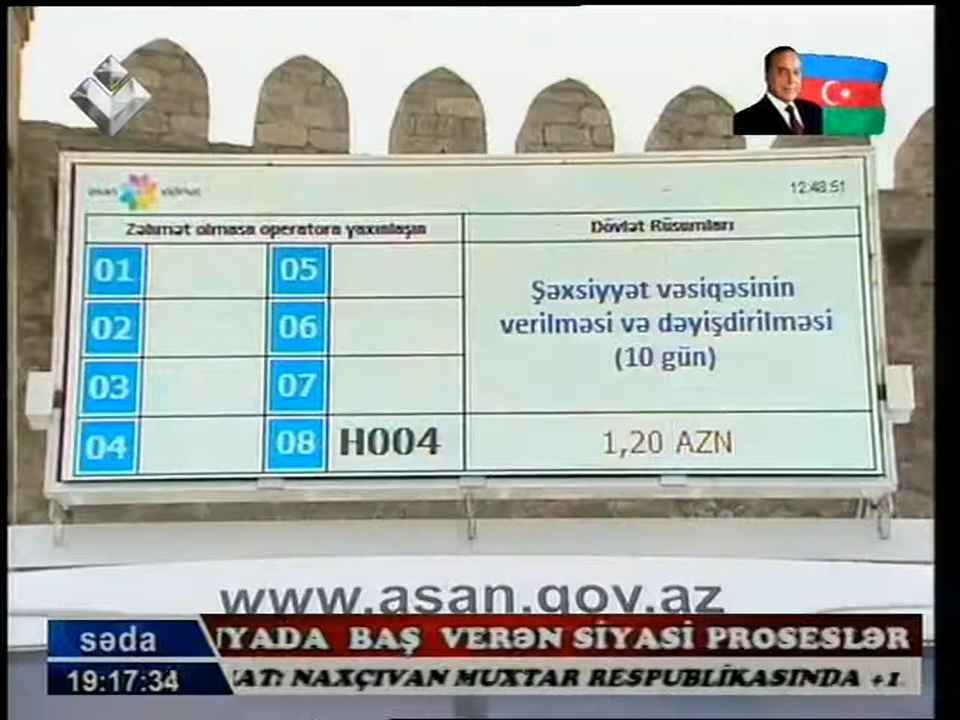 asan xidmət
12:48:51
Zəhmət olmasa operatora yaxınlaşın
Dövlət Rüsumları
01
05
02
06
03
07
04
08 H004
Şəxsiyyət vəsiqəsinin
verilməsi və dəyişdirilməsi
(10 gün)
1,20 AZN
www.asan.gov.az
səda
19:17:34
IYADA BAŞ VERƏN SİYASİ PROSESLƏR
AT: NAXÇIVAN MUXTAR RESPUBLİKASINDA +1